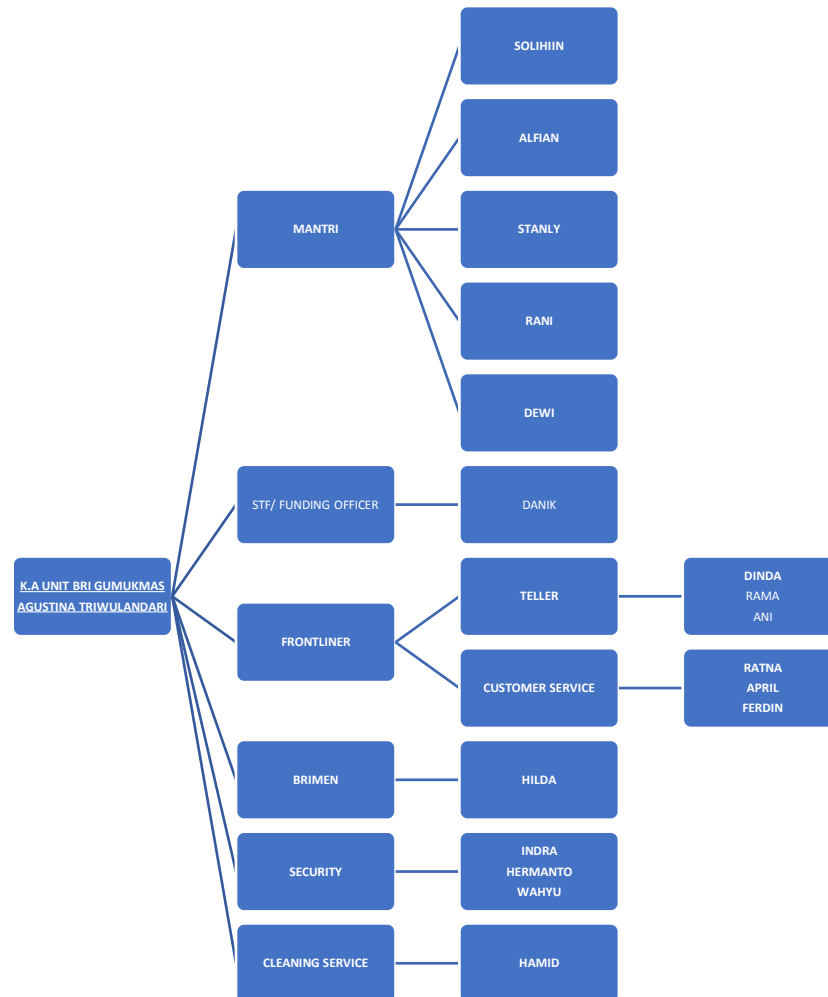 K.A UNIT BRI GUMUKMAS
AGUSTINA TRIWULANDARI
MANTRI
SOLIHIIN
ALFIAN
STANLY
RANI
DEWI
STF/ FUNDING OFFICER
DANIK
FRONTLINER
TELLER
DINDA
RAMA
ANI
CUSTOMER SERVICE
RATNA
APRIL
FERDIN
BRIMEN
HILDA
SECURITY
INDRA
HERMANTO
WAHYU
CLEANING SERVICE
HAMID